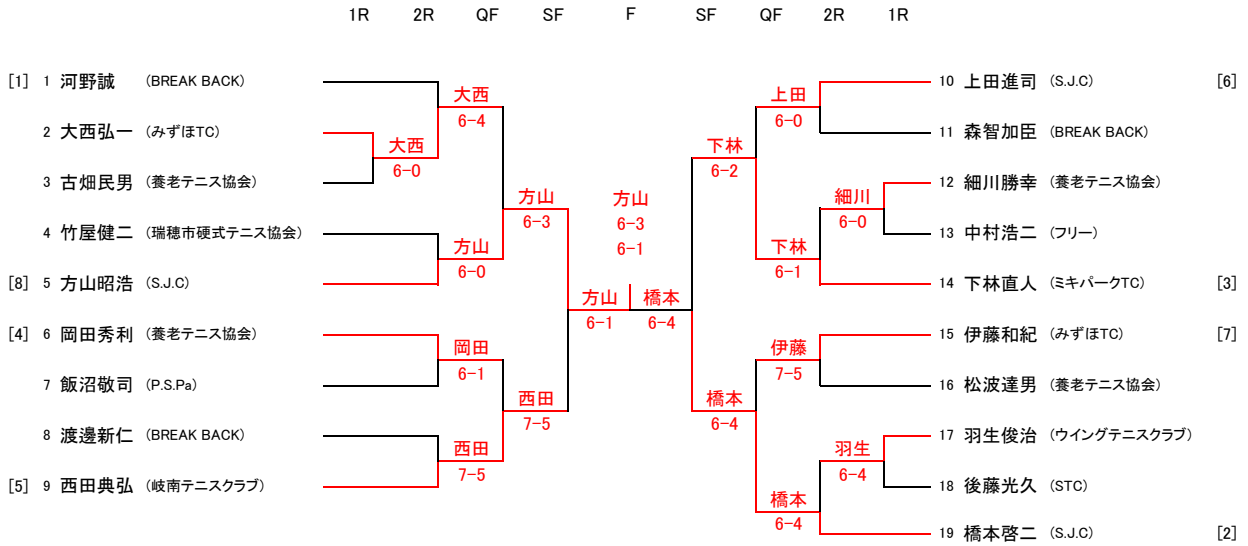 1R 2R QF SF F SF QF 2R 1R
[1] 1 河野誠 (BREAK BACK)
2 大西弘一 (みずほTC)
3 古畑民男 (養老テニス協会)
4 竹屋健二 (瑞穂市硬式テニス協会)
[8] 5 方山昭浩 (S.J.C)
[4] 6 岡田秀利 (養老テニス協会)
7 飯沼敬司 (P.S.Pa)
8 渡邊新仁 (BREAK BACK)
[5] 9 西田典弘 (岐南テニスクラブ)
大西
6-0
大西
6-4
方山
6-0
岡田
6-1
西田
7-5
方山
6-3
西田
7-5
方山
6-1
方山
6-3
6-1
橋本
6-4
下林
6-2
橋本
6-4
上田
6-0
下林
6-1
伊藤
7-5
橋本
6-4
細川
6-0
羽生
6-4
10 上田進司 (S.J.C) [6]
11 森智加臣 (BREAK BACK)
12 細川勝幸 (養老テニス協会)
13 中村浩二 (フリー)
14 下林直人 (ミキパークTC) [3]
15 伊藤和紀 (みずほTC) [7]
16 松波達男 (養老テニス協会)
17 羽生俊治 (ウイングテニスクラブ)
18 後藤光久 (STC)
19 橋本啓二 (S.J.C) [2]